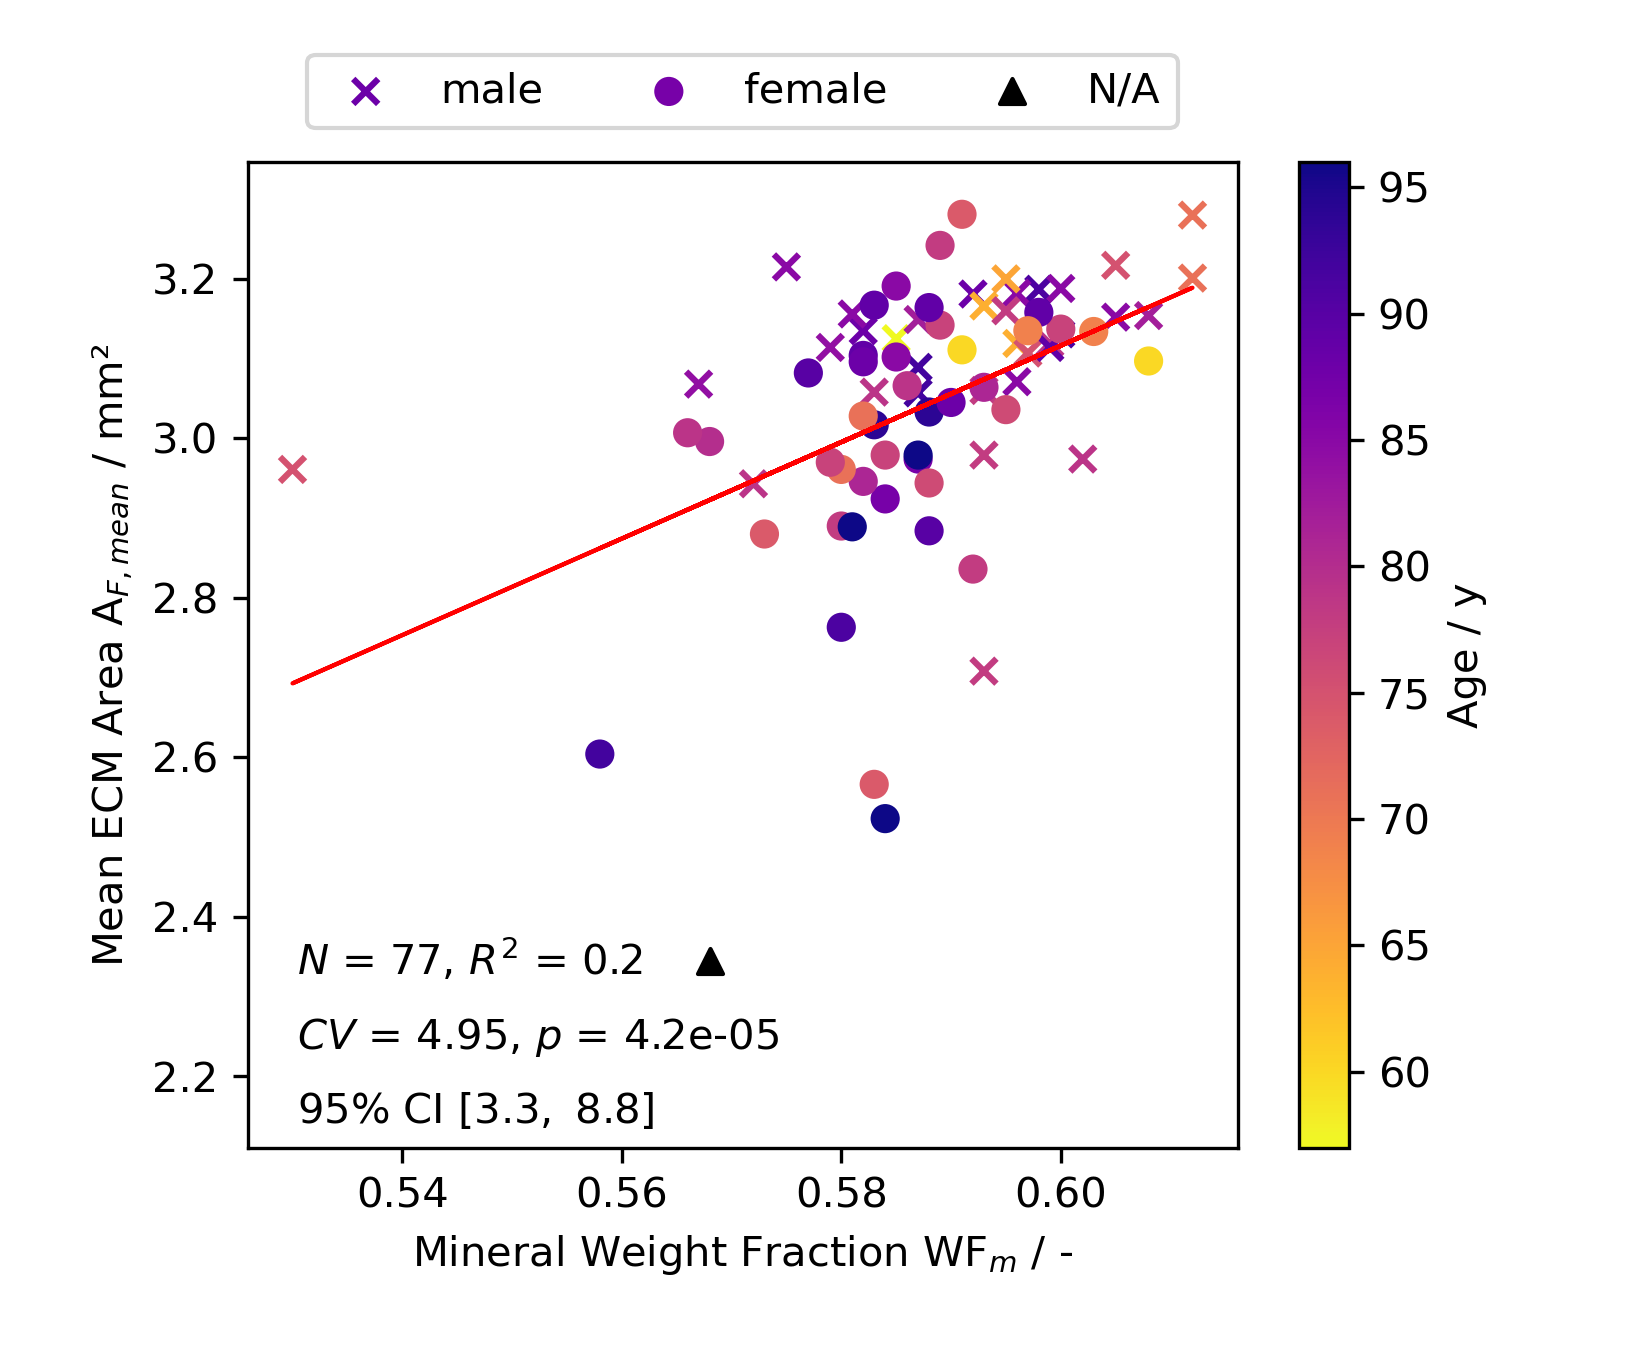 male female N/A
3.2
3.0
2.8
2.6
2.4
2.2
Mean ECM Area A_{F, mean} / mm²
N = 77, R² = 0.2
CV = 4.95, p = 4.2e-05
95% CI [3.3, 8.8]
0.54 0.56 0.58 0.60
Mineral Weight Fraction WF_m / -
95
90
85
80
75
70
65
60
Age / y